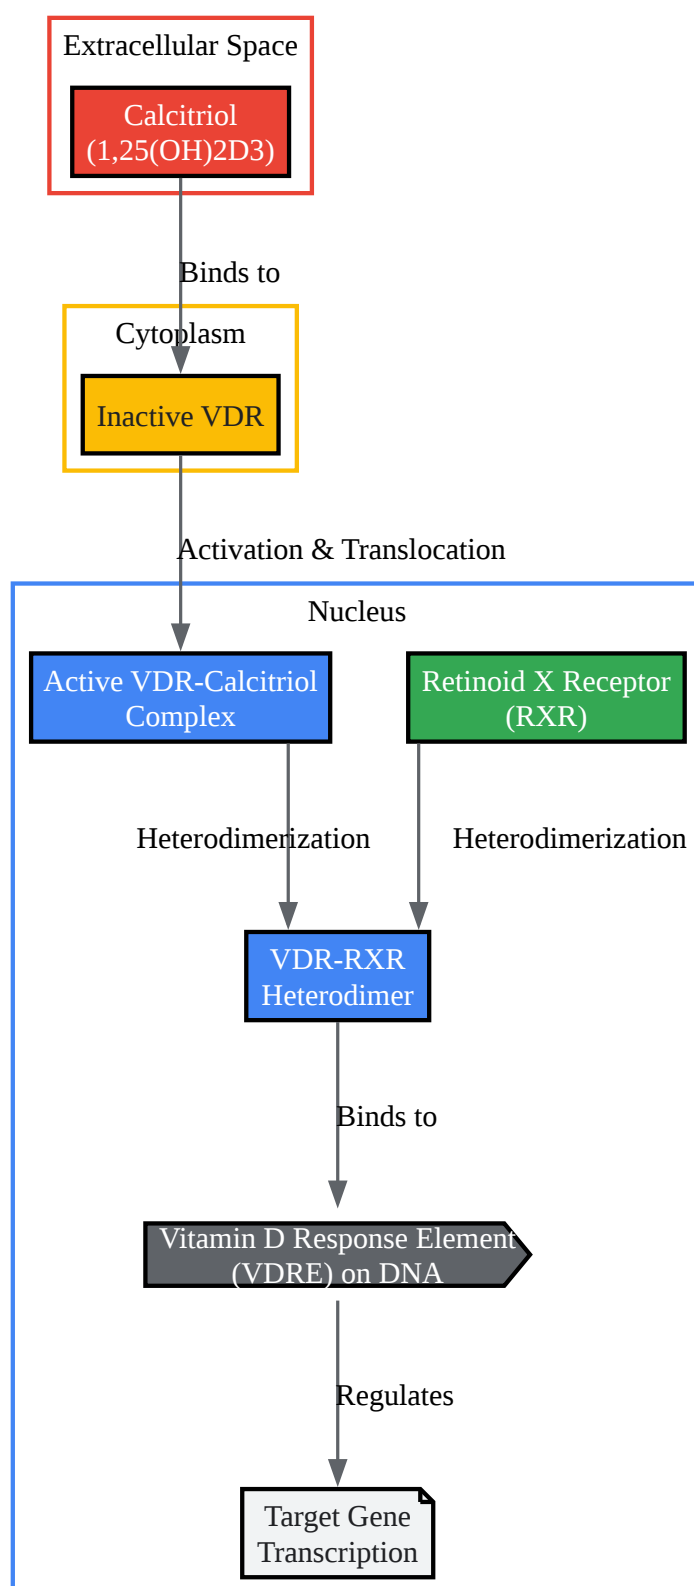 Extracellular Space
Calcitriol
(1,25(OH)2D3)
Binds to
Cytoplasm
Inactive VDR
Activation & Translocation
Nucleus
Active VDR-Calcitriol
Complex
Retinoid X Receptor
(RXR)
Heterodimerization
Heterodimerization
VDR-RXR
Heterodimer
Binds to
Vitamin D Response Element
(VDRE) on DNA
Regulates
Target Gene
Transcription